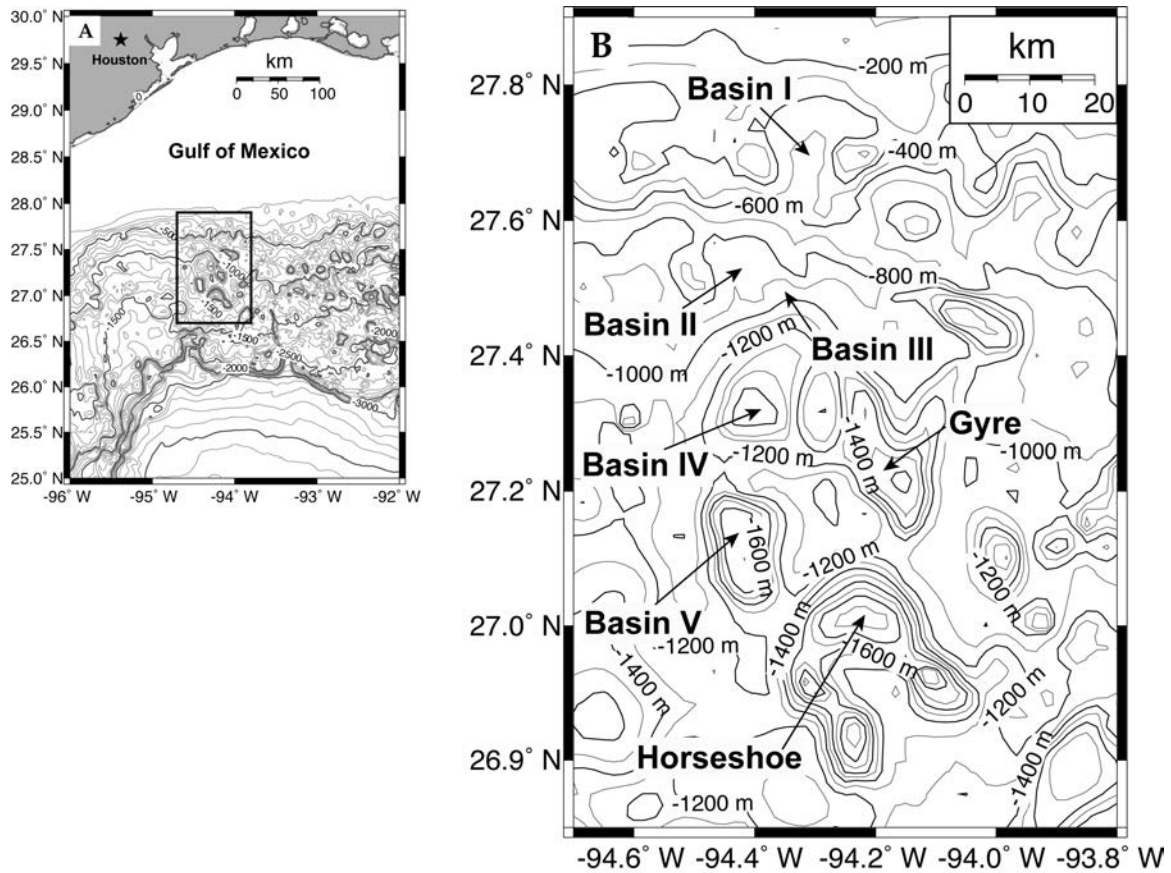 A
30.0° N
29.5° N
29.0° N
28.5° N
28.0° N
27.5° N
27.0° N
26.5° N
26.0° N
25.0° N
Houston
km
0 50 100
0
Gulf of Mexico
-500
-1000
-1500
-1500
-1500
-2000
-2500
-2000
-3000
-96° W -95° W -94° W -93° W -92° W
B
km
0 10 20
27.8° N
27.6° N
27.4° N
27.2° N
27.0° N
26.9° N
-200 m
Basin I
-400 m
-600 m
-800 m
Basin II
-1200 m
Basin III
-1000 m
-1400 m
Gyre
Basin IV
-1200 m
-1000 m
-1600 m
-1200 m
-1200 m
Basin V
-1200 m
-1400 m
-1600 m
-1400 m
-1200 m
Horseshoe
-1400 m
-1200 m
-94.6° W -94.4° W -94.2° W -94.0° W -93.8° W